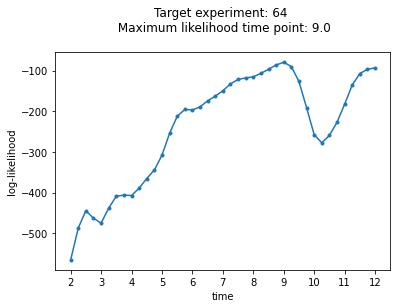 Target experiment: 64
Maximum likelihood time point: 9.0
log-likelihood
−100
−200
−300
−400
−500
2 3 4 5 6 7 8 9 10 11 12
time